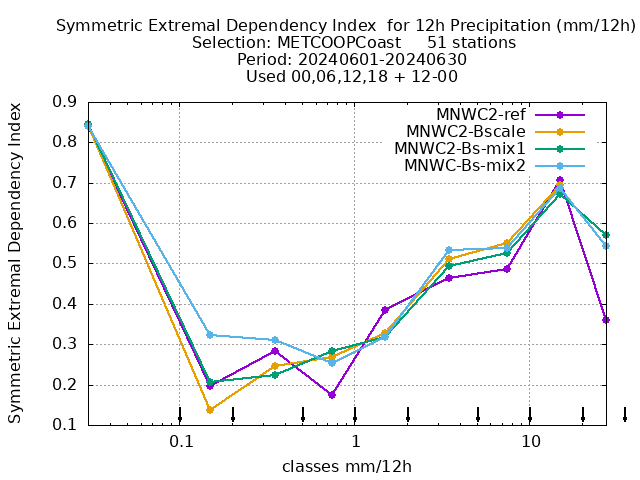 Symmetric Extremal Dependency Index  for 12h Precipitation (mm/12h)
Selection: METCOOPCoast     51 stations
Period: 20240601-20240630
Used 00,06,12,18 + 12-00
MNWC2-ref
MNWC2-Bscale
MNWC2-Bs-mix1
MNWC-Bs-mix2
Symmetric Extremal Dependency Index
0.9
0.8
0.7
0.6
0.5
0.4
0.3
0.2
0.1
0.1 1 10
classes mm/12h